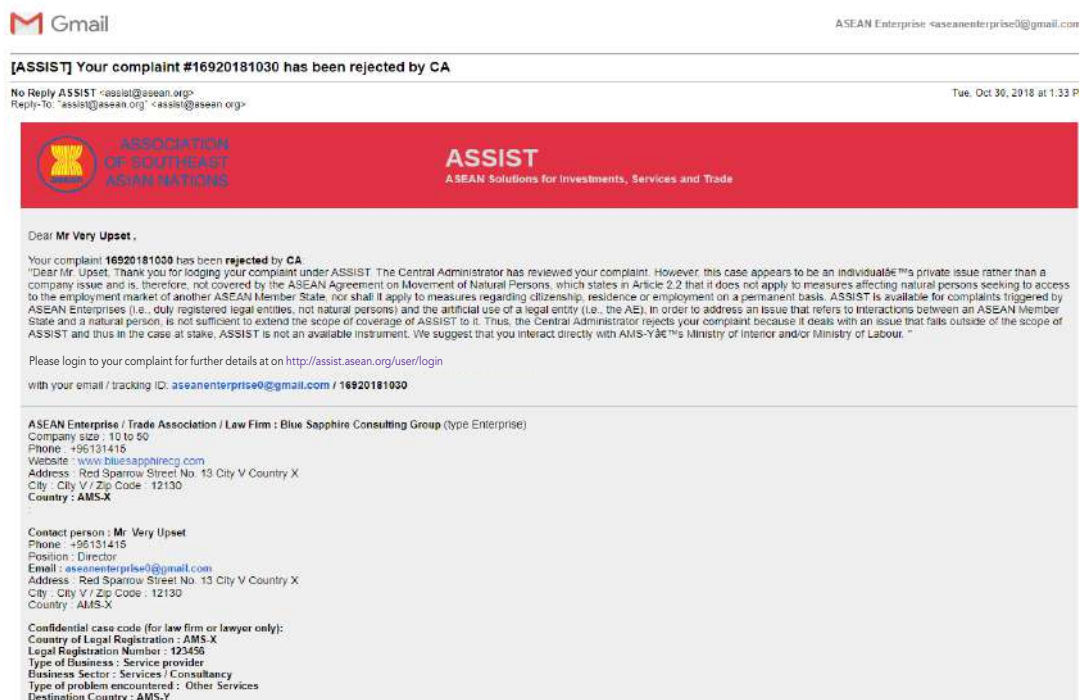 Gmail
ASEAN Enterprise <aseanenterprise0@gmail.com
[ASSIST] Your complaint #16920181030 has been rejected by CA
No Reply ASSIST <assist@asean.org>
Tue, Oct 30, 2018 at 1:33 P
Reply-To: "assist@asean.org" <assist@asean.org>
ASSOCIATION
OF SOUTHEAST
ASIAN NATIONS
ASSIST
ASEAN Solutions for Investments, Services and Trade
Dear Mr Very Upset ,
Your complaint 16920181030 has been rejected by CA:
"Dear Mr. Upset, Thank you for lodging your complaint under ASSIST. The Central Administrator has reviewed your complaint. However, this case appears to be an individualâ€™s private issue rather than a
company issue and is, therefore, not covered by the ASEAN Agreement on Movement of Natural Persons, which states in Article 2.2 that it does not apply to measures affecting natural persons seeking to access
to the employment market of another ASEAN Member State, nor shall it apply to measures regarding citizenship, residence or employment on a permanent basis. ASSIST is available for complaints triggered by
ASEAN Enterprises (i.e., duly registered legal entities, not natural persons) and the artificial use of a legal entity (i.e., the AE), in order to address an issue that refers to interactions between an ASEAN Member
State and a natural person, is not sufficient to extend the scope of coverage of ASSIST to it. Thus, the Central Administrator rejects your complaint because it deals with an issue that falls outside of the scope of
ASSIST and thus in the case at stake, ASSIST is not an available instrument. We suggest that you interact directly with AMS-Yâ€™s Ministry of Interior and/or Ministry of Labour. "
Please login to your complaint for further details at on http://assist.asean.org/user/login
with your email / tracking ID: aseanenterprise0@gmail.com / 16920181030
ASEAN Enterprise / Trade Association / Law Firm : Blue Sapphire Consulting Group (type Enterprise)
Company size : 10 to 50
Phone : +96131415
Website : www.bluesapphirecg.com
Address : Red Sparrow Street No. 13 City V Country X
City : City V / Zip Code : 12130
Country : AMS-X
:
Contact person : Mr Very Upset
Phone : +96131415
Position : Director
Email : aseanenterprise0@gmail.com
Address : Red Sparrow Street No. 13 City V Country X
City : City V / Zip Code : 12130
Country : AMS-X
Confidential case code (for law firm or lawyer only):
Country of Legal Registration : AMS-X
Legal Registration Number : 123456
Type of Business : Service provider
Business Sector : Services / Consultancy
Type of problem encountered : Other Services
Destination Country : AMS-Y